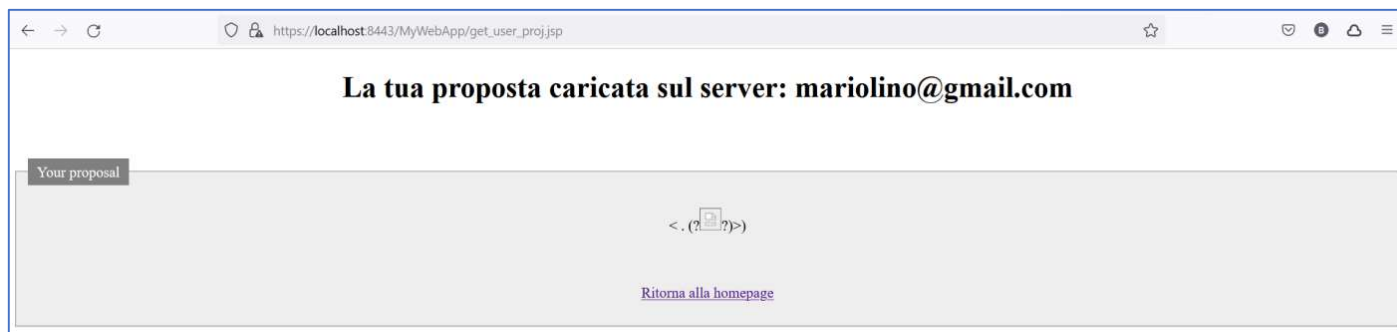 https://localhost:8443/MyWebApp/get_user_proj.jsp
B
La tua proposta caricata sul server: mariolino@gmail.com
Your proposal
< . (? ?)>)
Ritorna alla homepage